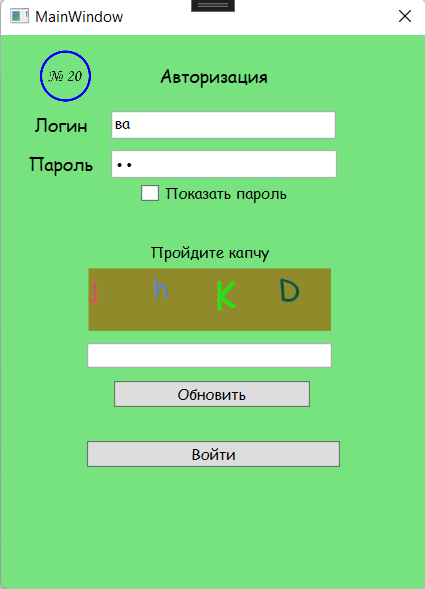 MainWindow
№ 20
Авторизация
Логин
ва
Пароль
••
Показать пароль
Пройдите капчу
J h K D
Обновить
Войти